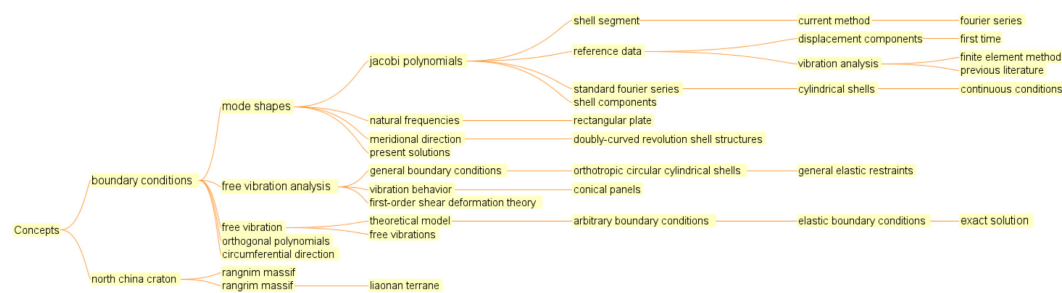 shell segment
current method
fourier series
reference data
displacement components
first time
jacobi polynomials
vibration analysis
finite element method
previous literature
standard fourier series
cylindrical shells
continuous conditions
shell components
mode shapes
natural frequencies
rectangular plate
meridional direction
doubly-curved revolution shell structures
present solutions
boundary conditions
general boundary conditions
orthotropic circular cylindrical shells
general elastic restraints
free vibration analysis
vibration behavior
conical panels
first-order shear deformation theory
theoretical model
arbitrary boundary conditions
elastic boundary conditions
exact solution
free vibration
free vibrations
Concepts
orthogonal polynomials
circumferential direction
north china craton
rangnim massif
rangrim massif
liaonan terrane